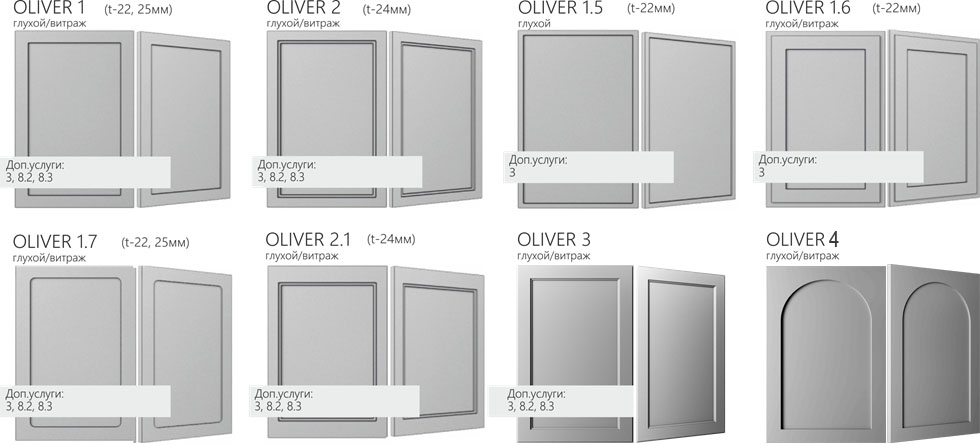 OLIVER 1 (t-22, 25мм)
глухой/витраж
Доп.услуги:
3, 8.2, 8.3
OLIVER 2 (t-24мм)
глухой/витраж
Доп.услуги:
3, 8.2, 8.3
OLIVER 1.5 (t-22мм)
глухой
Доп.услуги:
3
OLIVER 1.6 (t-22мм)
глухой/витраж
Доп.услуги:
3
OLIVER 1.7 (t-22, 25мм)
глухой/витраж
Доп.услуги:
3, 8.2, 8.3
OLIVER 2.1 (t-24мм)
глухой/витраж
Доп.услуги:
3, 8.2, 8.3
OLIVER 3
глухой/витраж
Доп.услуги:
3, 8.2, 8.3
OLIVER 4
глухой/витраж